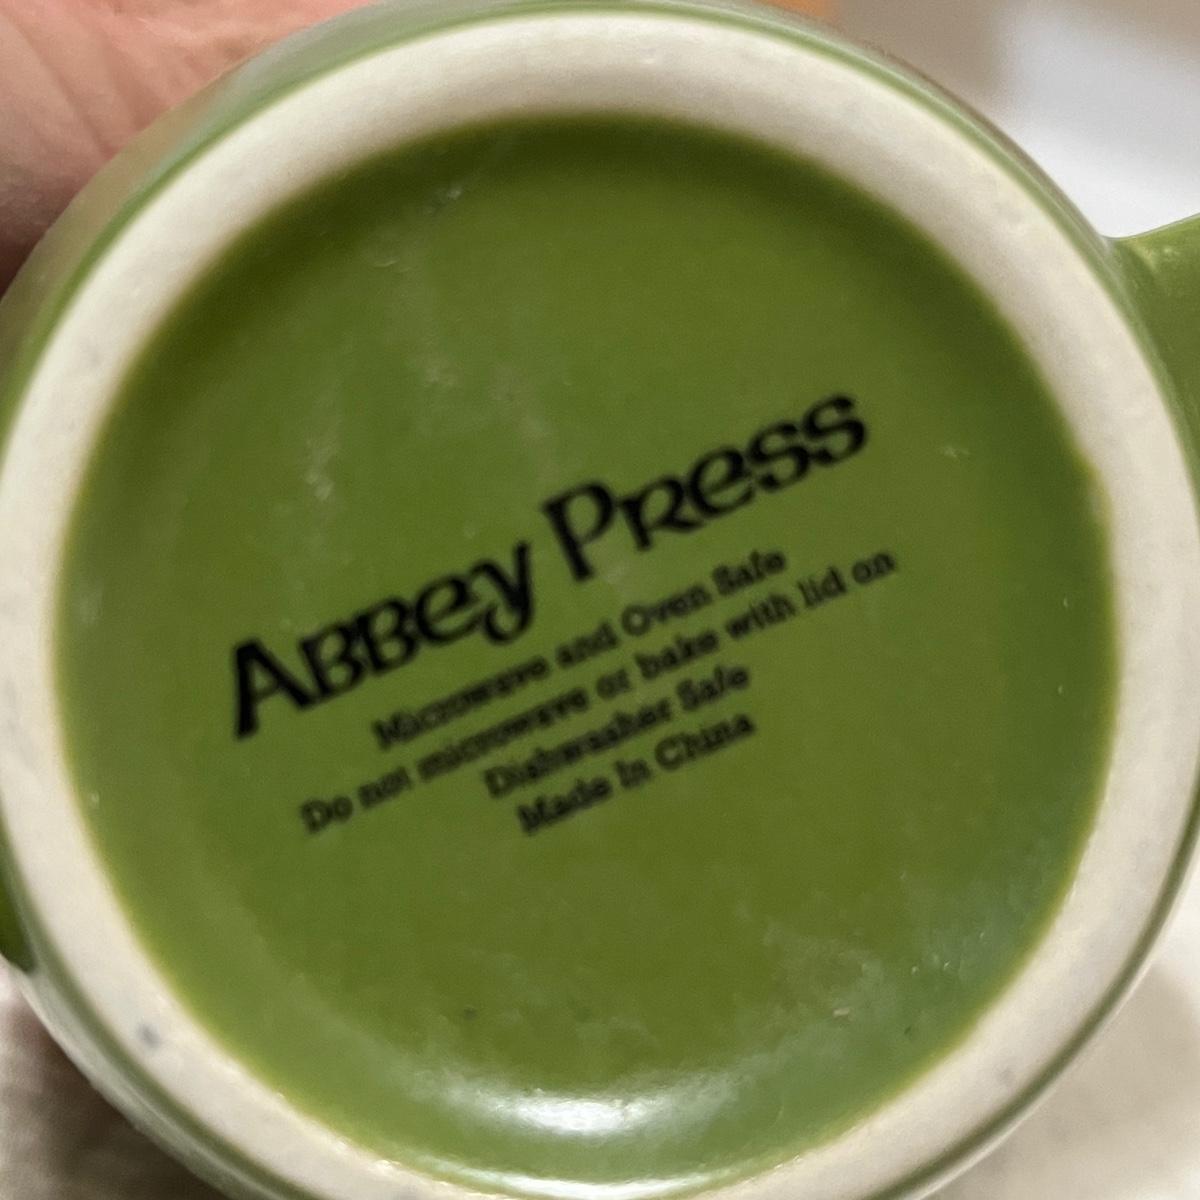 Abbey Press
Microwave and Oven Safe
Do not microwave or bake with lid on
Dishwasher Safe
Made In China